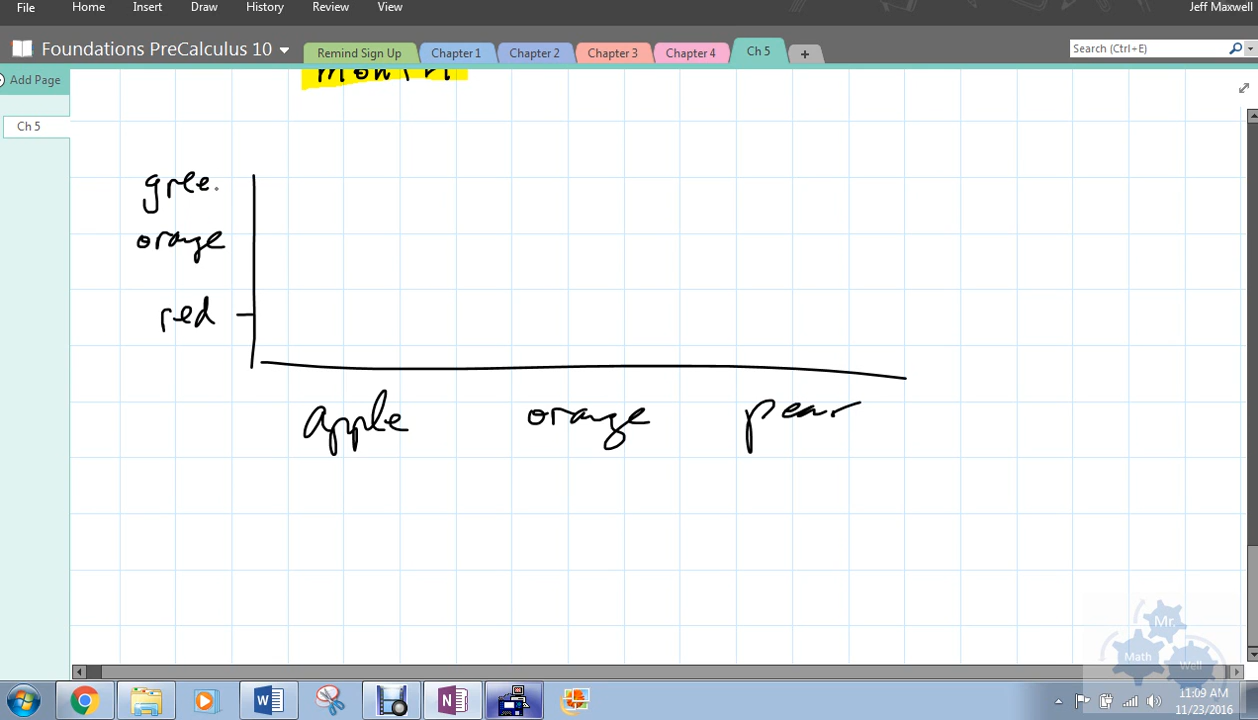 File Home Insert Draw History Review View Jeff Maxwell
Foundations PreCalculus 10 Remind Sign Up Chapter 1 Chapter 2 Chapter 3 Chapter 4 Ch 5 Search (Ctrl+E)
Add Page
Ch 5
gree
orange
red
apple orange pear
Mr.
Math Well
11:09 AM
11/23/2016